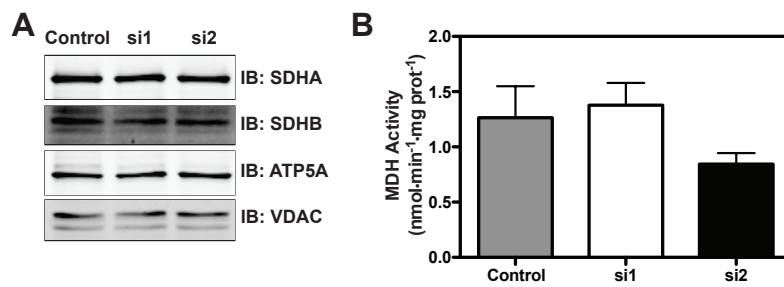 A
Control si1 si2
IB: SDHA
IB: SDHB
IB: ATP5A
IB: VDAC
B
MDH Activity
(nmol·min⁻¹·mg prot⁻¹)
2.0
1.5
1.0
0.5
0.0
Control si1 si2